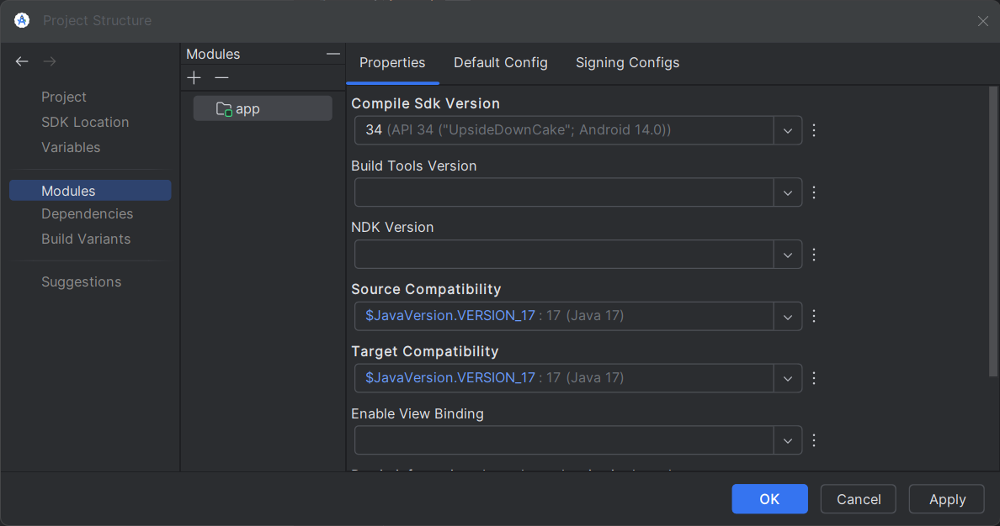 Project Structure
Project
SDK Location
Variables
Modules
Dependencies
Build Variants
Suggestions
Modules
app
Properties Default Config Signing Configs
Compile Sdk Version
34 (API 34 ("UpsideDownCake"; Android 14.0))
Build Tools Version
NDK Version
Source Compatibility
$JavaVersion.VERSION_17 : 17 (Java 17)
Target Compatibility
$JavaVersion.VERSION_17 : 17 (Java 17)
Enable View Binding
OK Cancel Apply